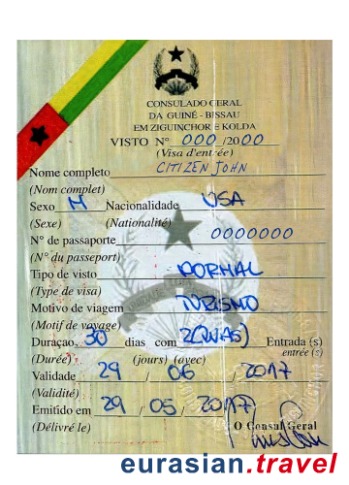 CONSULADO GERAL
DA GUINÉ - BISSAU
EM ZIGUINCHOR E KOLDA
VISTO Nº 000 /2000
(Visa d'entrée)
Nome completo CITIZEN JOHN
(Nom complet)
Sexo M Nacionalidade USA
(Sexe) (Nationalité)
Nº de passaporte 0000000
(Nº du passeport)
Tipo de visto NORMAL
(Type de visa)
Motivo de viagem TURISMO
(Motif de voyage)
Duraçao, 30 dias com 2(DUAS) Entrada (s)
(Durée) (jours) (avec) entrée (s)
Validade 29 / 06 / 2017
(Validité)
Emitido em 29 / 05 / 2017
(Délivré le) O Consul Geral
eurasian.travel